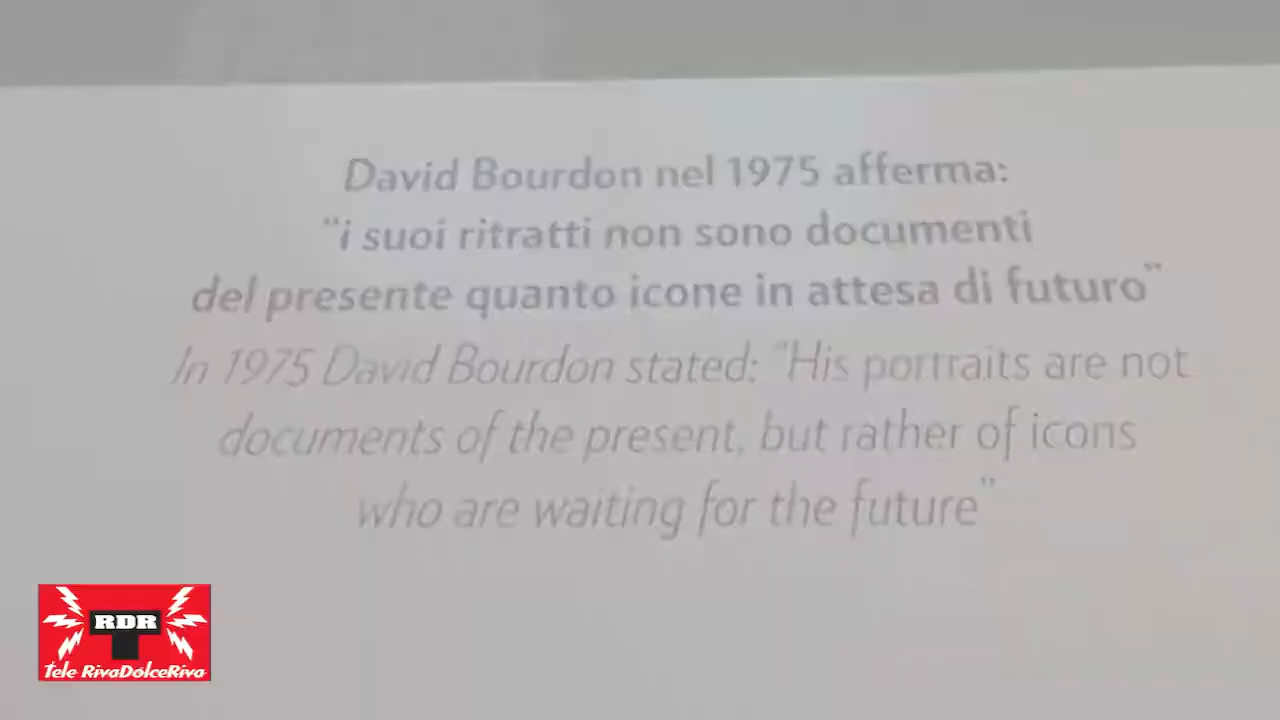 David Bourdon nel 1975 afferma:
"i suoi ritratti non sono documenti
del presente quanto icone in attesa di futuro"
In 1975 David Bourdon stated: "His portraits are not
documents of the present, but rather of icons
who are waiting for the future"
RDR
Tele RivaDolceRiva